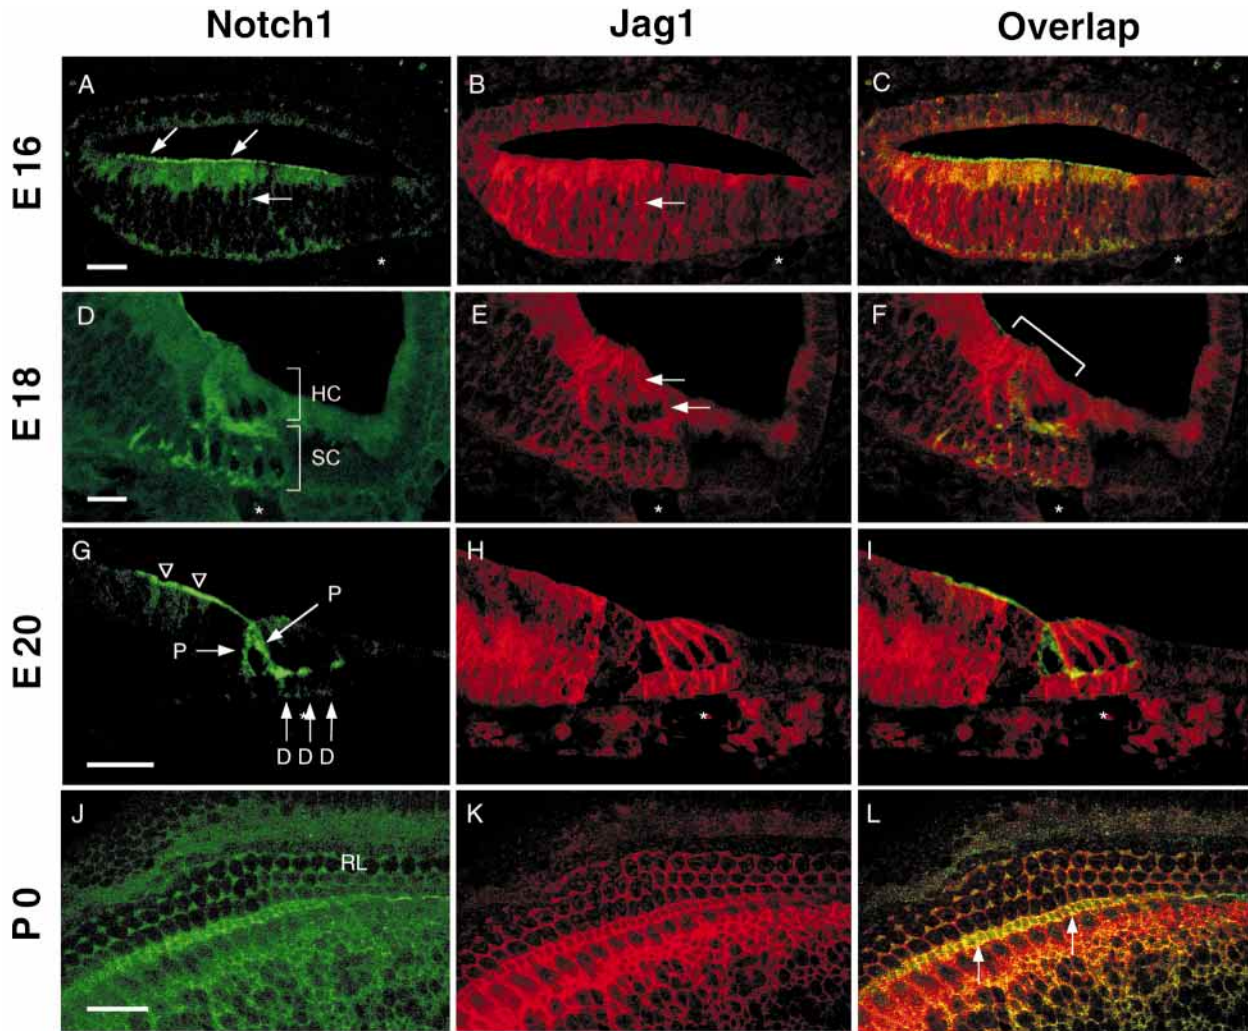 Notch1 Jag1 Overlap
E 16
A B C
* * *
E 18
D E F
HC
SC
* * *
E 20
G H I
P
P
* * *
D D D
P 0
J K L
RL